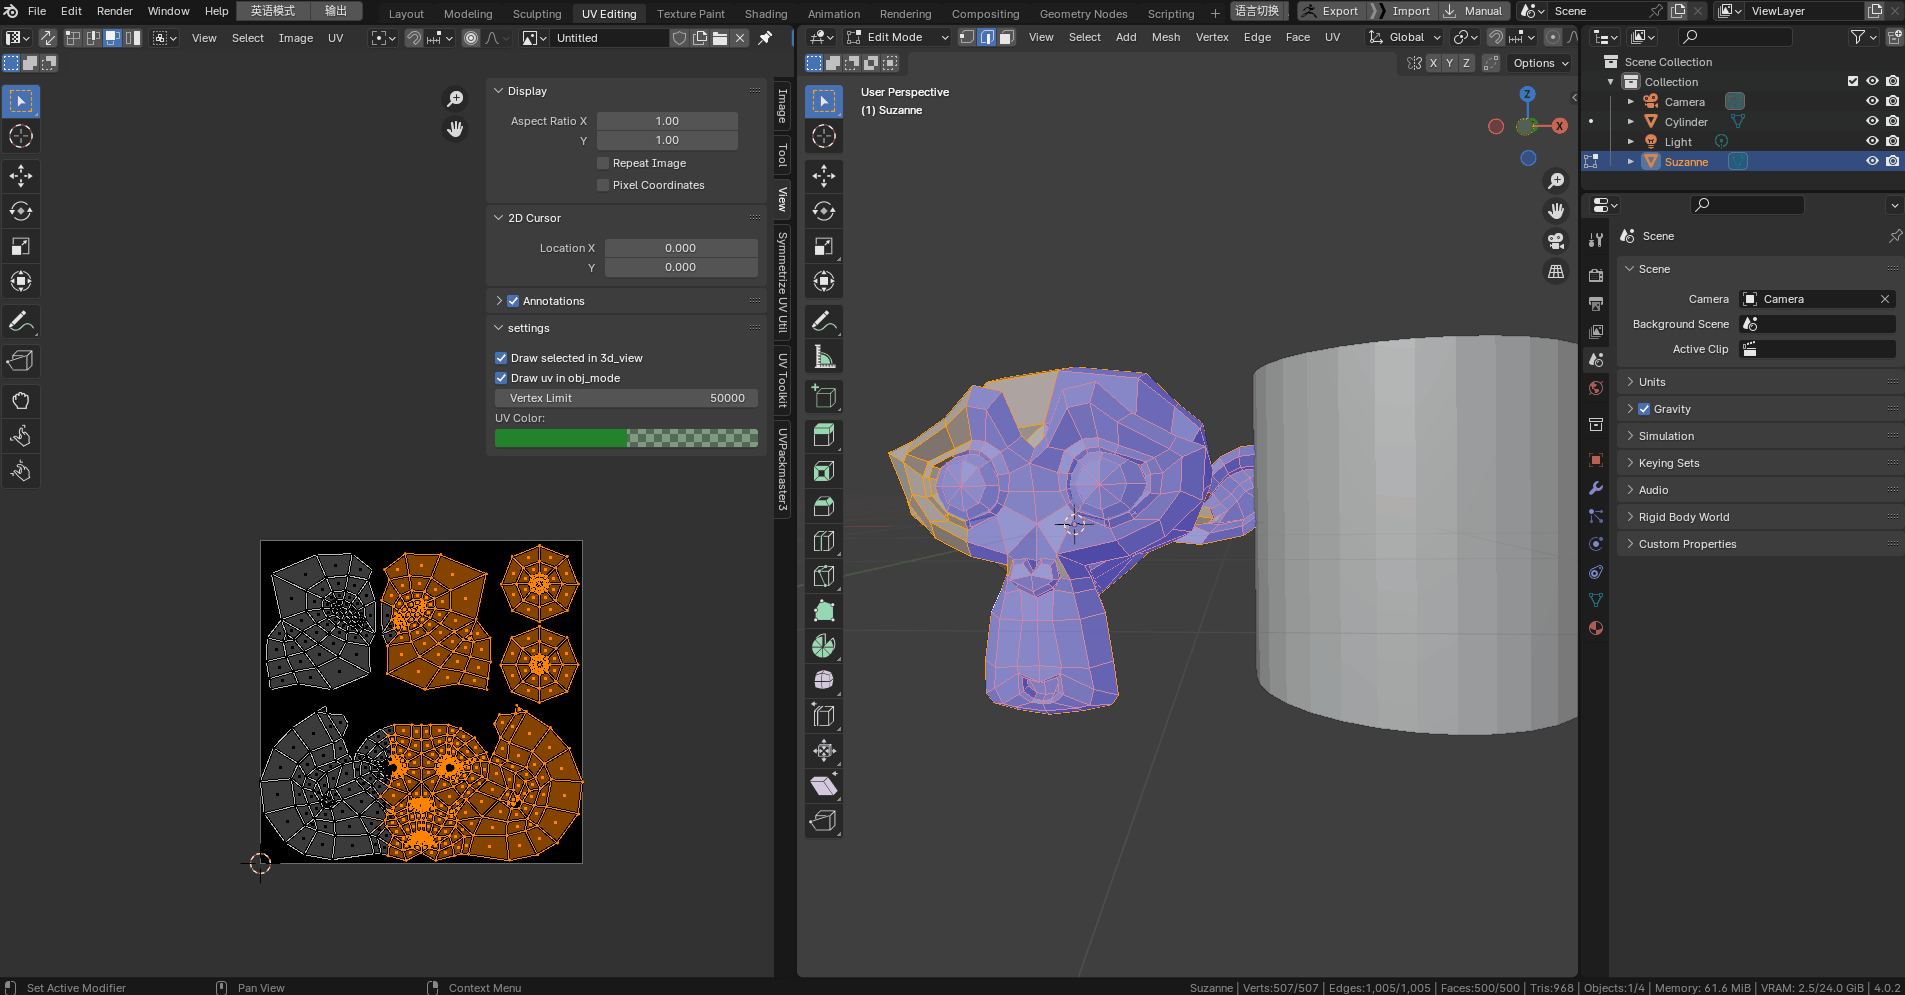 File Edit Render Window Help 英语模式 输出 Layout Modeling Sculpting UV Editing Texture Paint Shading Animation Rendering Compositing Geometry Nodes Scripting + 语言切换 Export Import Manual Scene ViewLayer
View Select Image UV Untitled
Edit Mode View Select Add Mesh Vertex Edge Face UV Global
X Y Z Options
Display
Aspect Ratio X 1.00
Y 1.00
Repeat Image
Pixel Coordinates
2D Cursor
Location X 0.000
Y 0.000
Annotations
settings
Draw selected in 3d_view
Draw uv in obj_mode
Vertex Limit 50000
UV Color:
Image
Tool
View
Symmetrize UV Util
UV Toolkit
UVPackmaster3
User Perspective
(1) Suzanne
Z
X
Scene Collection
Collection
Camera
Cylinder
Light
Suzanne
Scene
Scene
Camera Camera
Background Scene
Active Clip
Units
Gravity
Simulation
Keying Sets
Audio
Rigid Body World
Custom Properties
Set Active Modifier Pan View Context Menu Suzanne | Verts:507/507 | Edges:1,005/1,005 | Faces:500/500 | Tris:968 | Objects:1/4 | Memory: 61.6 MiB | VRAM: 2.5/24.0 GiB | 4.0.2